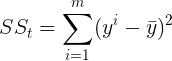 SS_t = \sum_{i=1}^{m} (y^i - \bar{y})^2